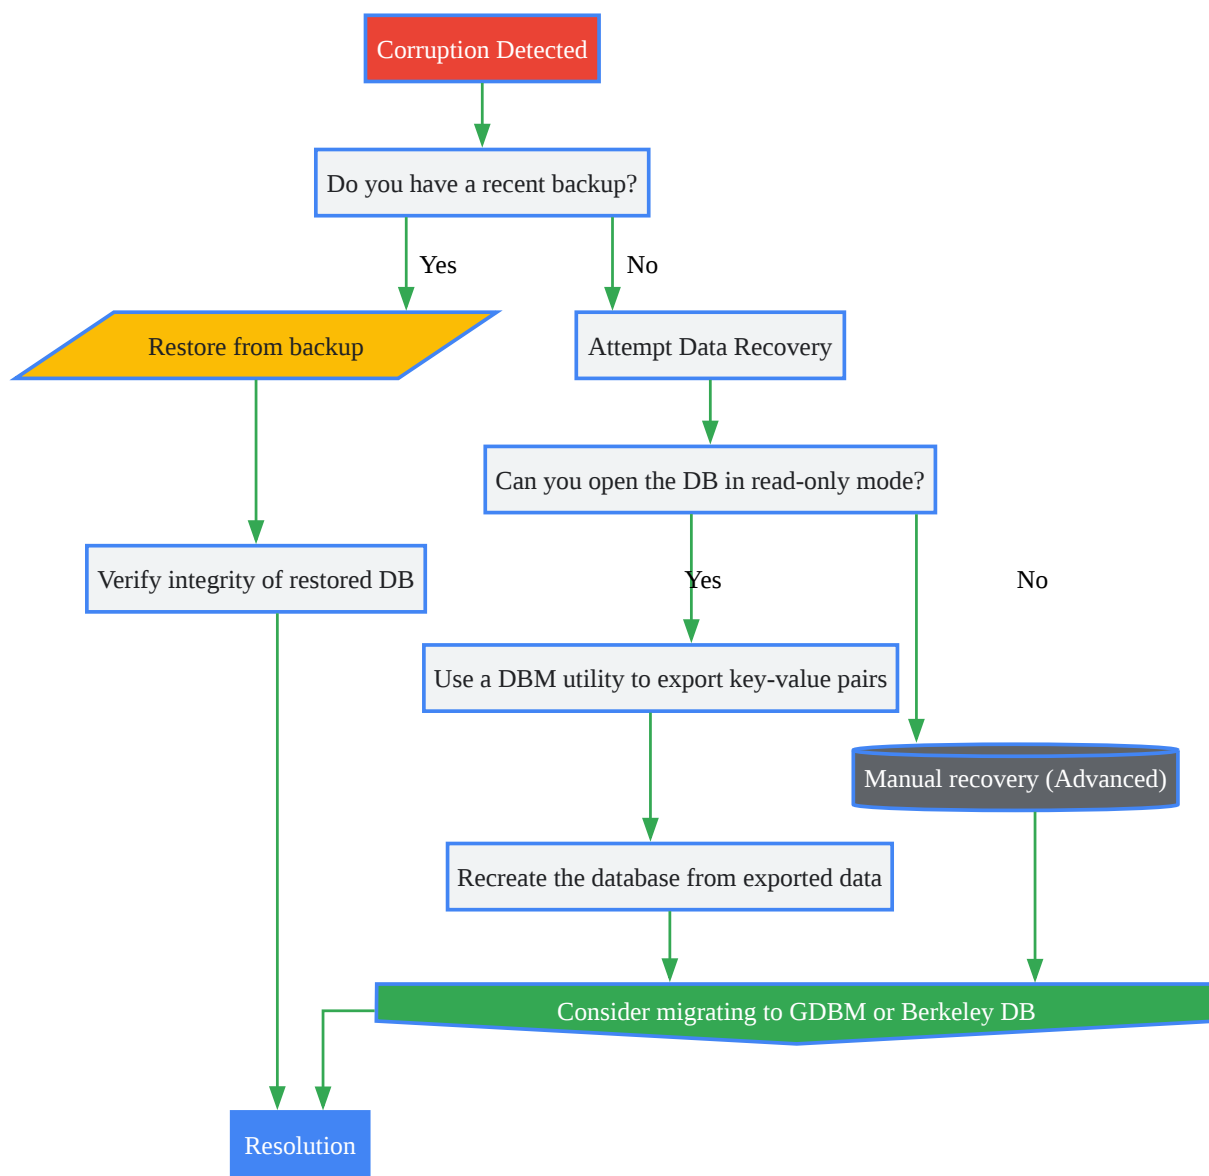 Corruption Detected
Do you have a recent backup?
Yes
No
Restore from backup
Attempt Data Recovery
Can you open the DB in read-only mode?
Verify integrity of restored DB
Yes
No
Use a DBM utility to export key-value pairs
Manual recovery (Advanced)
Recreate the database from exported data
Consider migrating to GDBM or Berkeley DB
Resolution